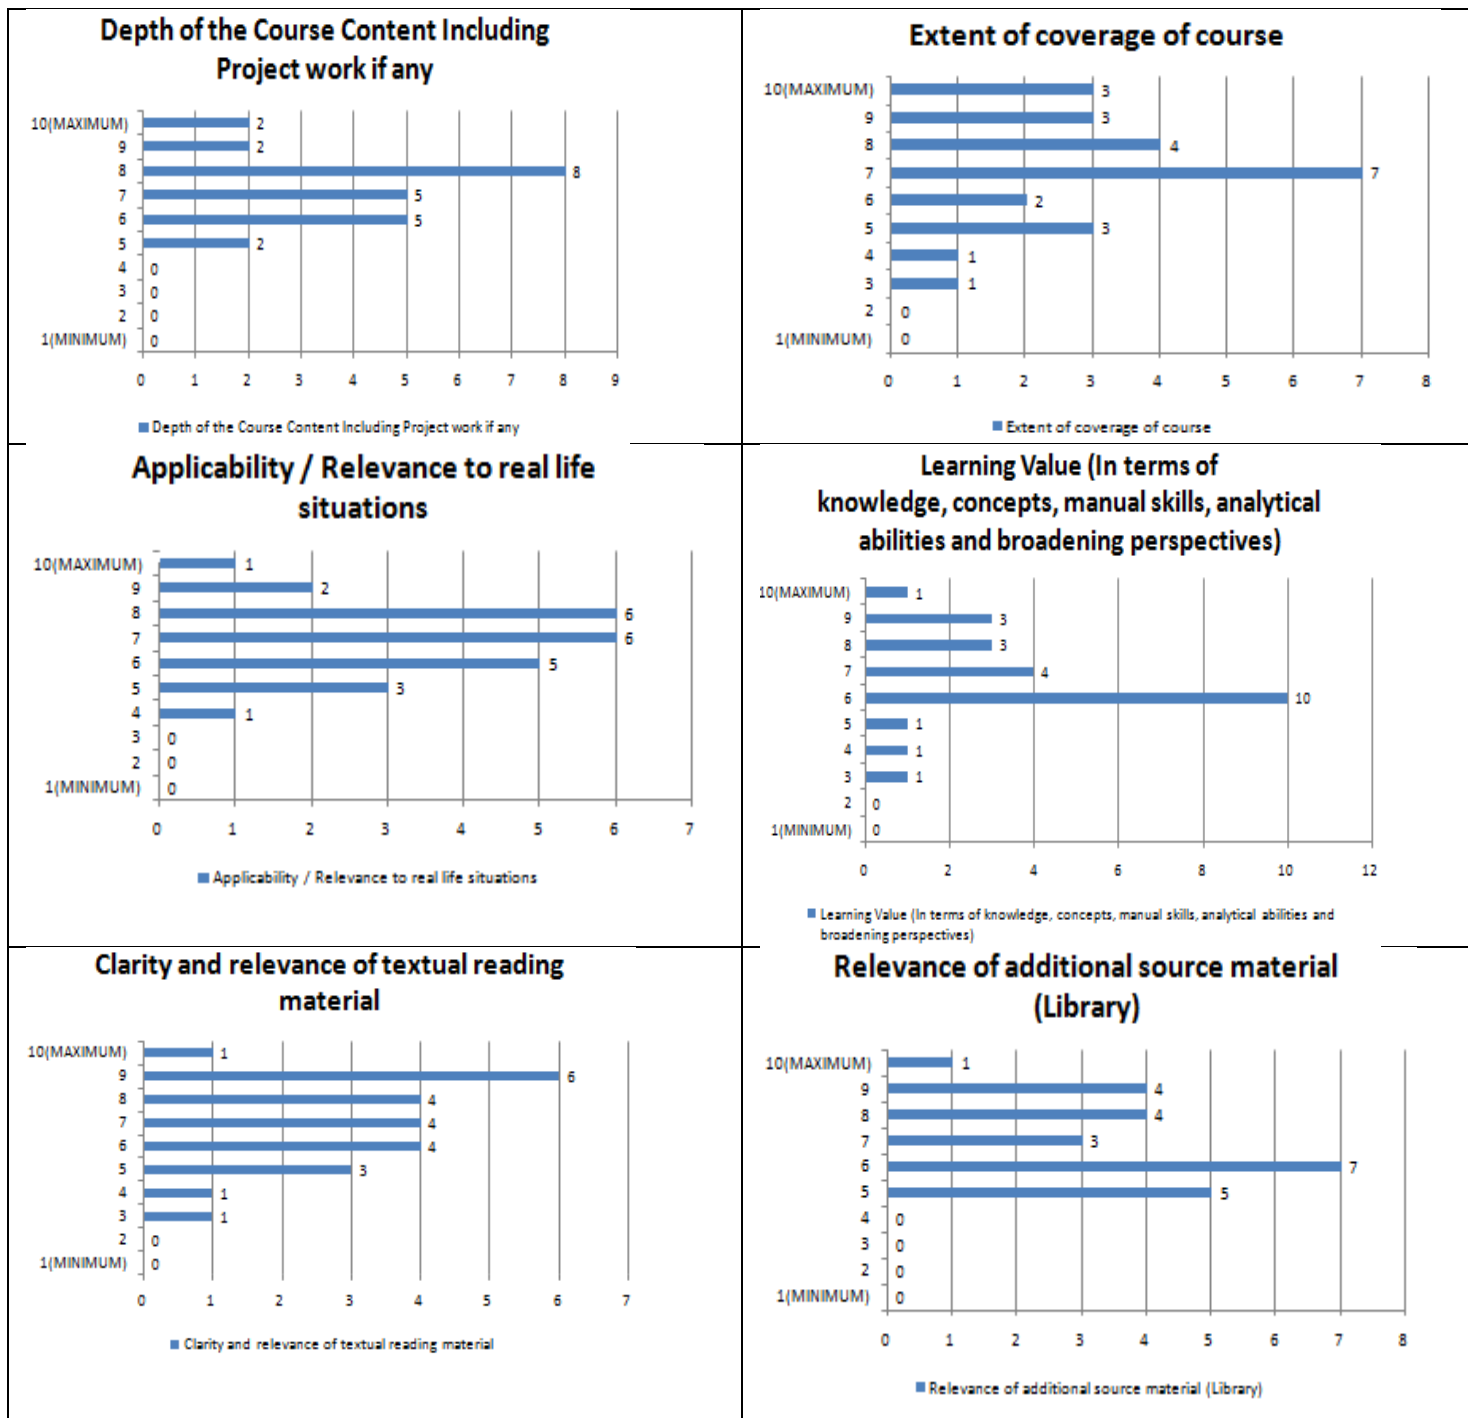 Depth of the Course Content Including
Project work if any
10(MAXIMUM) 2
9 2
8 8
7 5
6 5
5 2
4 0
3 0
2 0
1(MINIMUM) 0
0 1 2 3 4 5 6 7 8 9
Depth of the Course Content Including Project work if any
Extent of coverage of course
10(MAXIMUM) 3
9 3
8 4
7 7
6 2
5 3
4 1
3 1
2 0
1(MINIMUM) 0
0 1 2 3 4 5 6 7 8
Extent of coverage of course
Applicability / Relevance to real life
situations
10(MAXIMUM) 1
9 2
8 6
7 6
6 5
5 3
4 1
3 0
2 0
1(MINIMUM) 0
0 1 2 3 4 5 6 7
Applicability / Relevance to real life situations
Learning Value (In terms of
knowledge, concepts, manual skills, analytical
abilities and broadening perspectives)
10(MAXIMUM) 1
9 3
8 3
7 4
6 10
5 1
4 1
3 1
2 0
1(MINIMUM) 0
0 2 4 6 8 10 12
Learning Value (In terms of knowledge, concepts, manual skills, analytical abilities and
broadening perspectives)
Clarity and relevance of textual reading
material
10(MAXIMUM) 1
9 6
8 4
7 4
6 4
5 3
4 1
3 1
2 0
1(MINIMUM) 0
0 1 2 3 4 5 6 7
Clarity and relevance of textual reading material
Relevance of additional source material
(Library)
10(MAXIMUM) 1
9 4
8 4
7 3
6 7
5 5
4 0
3 0
2 0
1(MINIMUM) 0
0 1 2 3 4 5 6 7 8
Relevance of additional source material (Library)